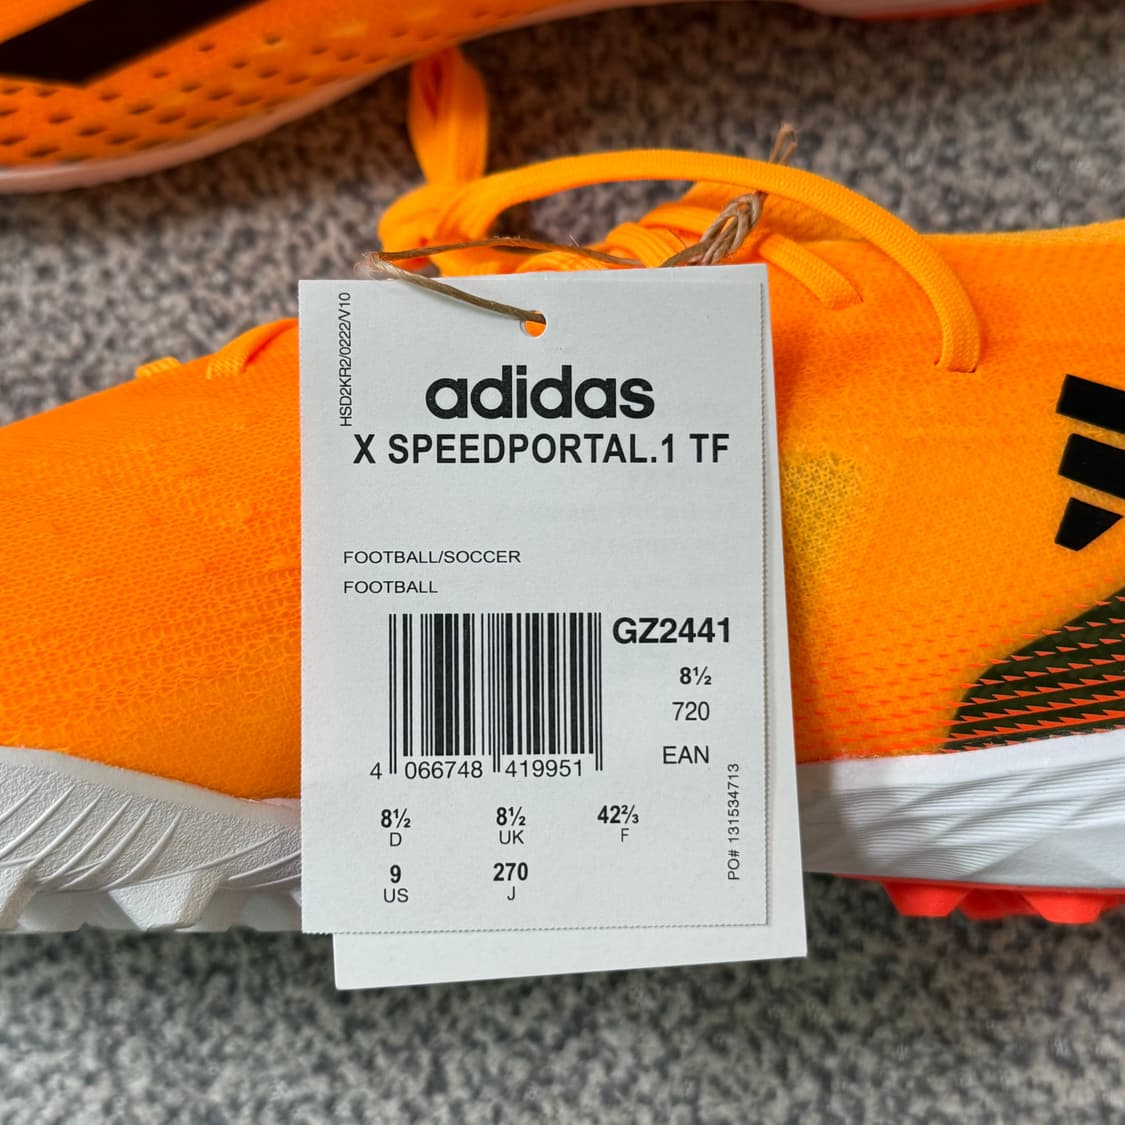 HSD2KR2/0222/V10
adidas
X SPEEDPORTAL.1 TF
FOOTBALL/SOCCER
FOOTBALL
GZ2441
8½
720
EAN
4 066748 419951
8½ 8½ 42⅔
D UK F
9 270
US J
PO# 131534713